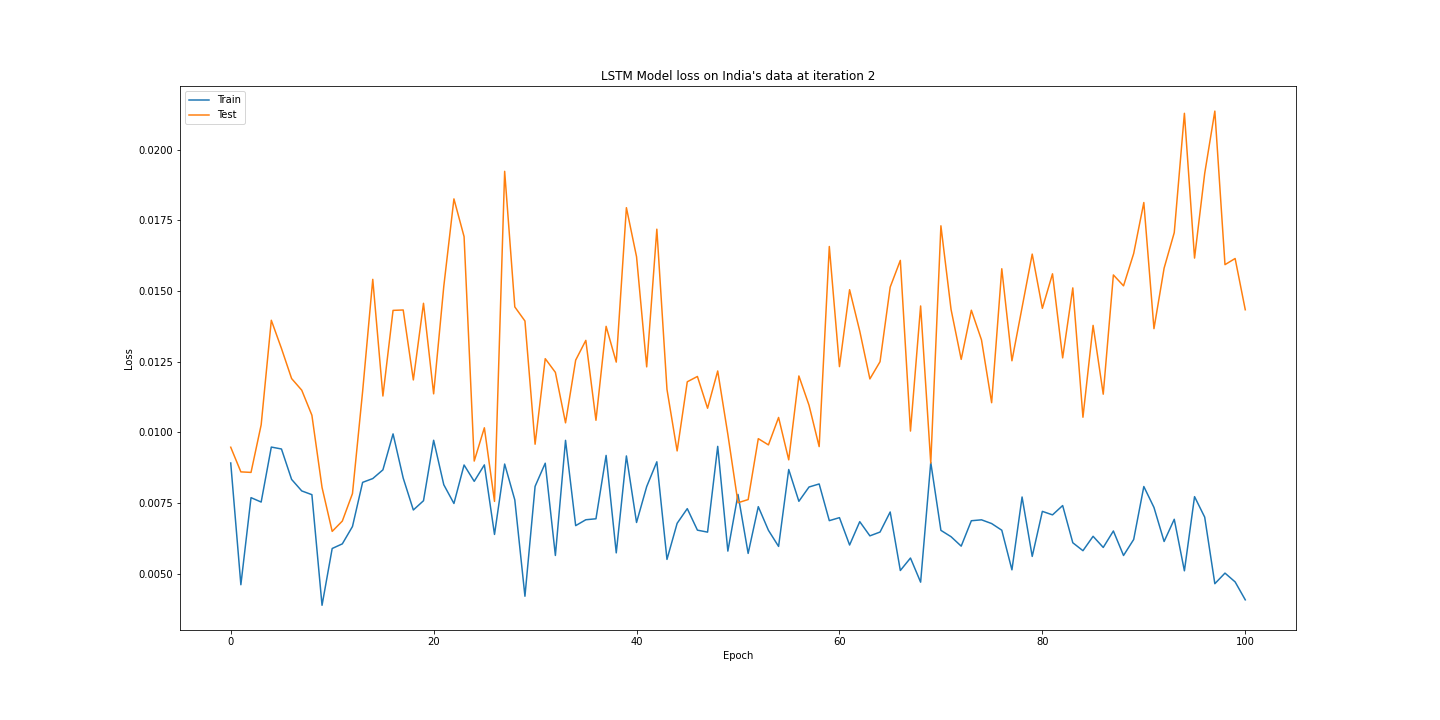 LSTM Model loss on India's data at iteration 2
Train
Test
0.0200
0.0175
0.0150
0.0125
0.0100
0.0075
0.0050
Loss
0 20 40 60 80 100
Epoch